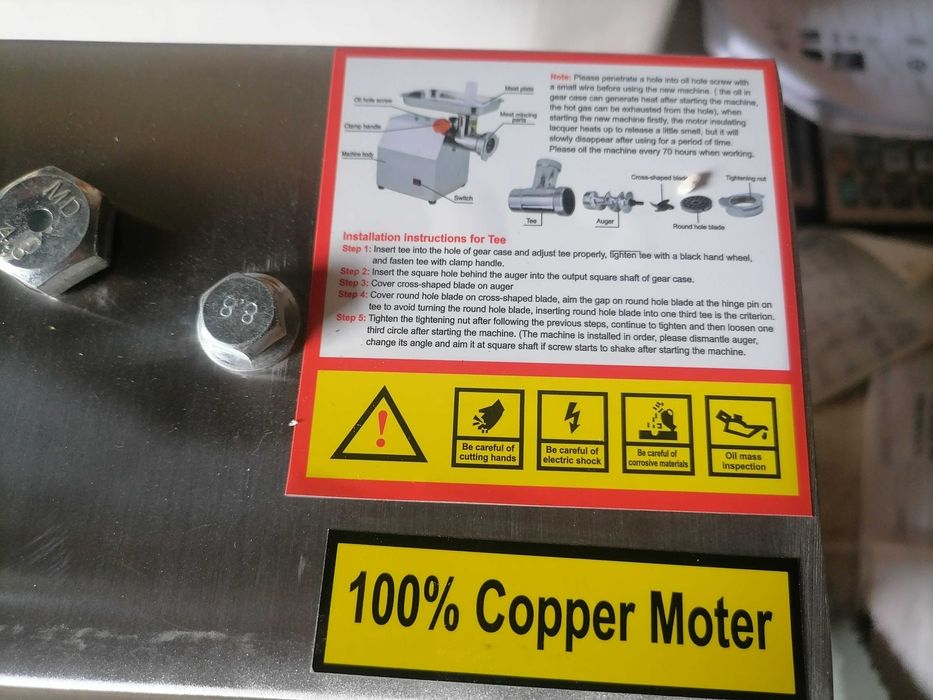 Note: Please penetrate a hole into oil hole screw with
a small wire before using the new machine. ( the oil in
gear case can generate heat after starting the machine,
the hot gas can be exhausted from the hole), when
starting the new machine firstly, the motor insulating
lacquer heats up to release a little smell, but it will
slowly disappear after using for a period of time.
Please oil the machine every 70 hours when working.
Meat plate
Oil hole screw
Meat mincing
parts
Clamp handle
Machine body
Switch
Cross-shaped blade
Tightening nut
Tee
Auger
Round hole blade
MD
8.8
Installation instructions for Tee
Step 1: Insert tee into the hole of gear case and adjust tee properly, tighten tee with a black hand wheel,
and fasten tee with clamp handle.
Step 2: Insert the square hole behind the auger into the output square shaft of gear case.
Step 3: Cover cross-shaped blade on auger
Step 4: Cover round hole blade on cross-shaped blade, aim the gap on round hole blade at the hinge pin on
tee to avoid turning the round hole blade, inserting round hole blade into one third tee is the criterion.
Step 5: Tighten the tightening nut after following the previous steps, continue to tighten and then loosen one
third circle after starting the machine. (The machine is installed in order, please dismantle auger,
change its angle and aim it at square shaft if screw starts to shake after starting the machine.
!
Be careful of
cutting hands
Be careful of
electric shock
Be careful of
corrosive materials
Oil mass
inspection
100% Copper Moter